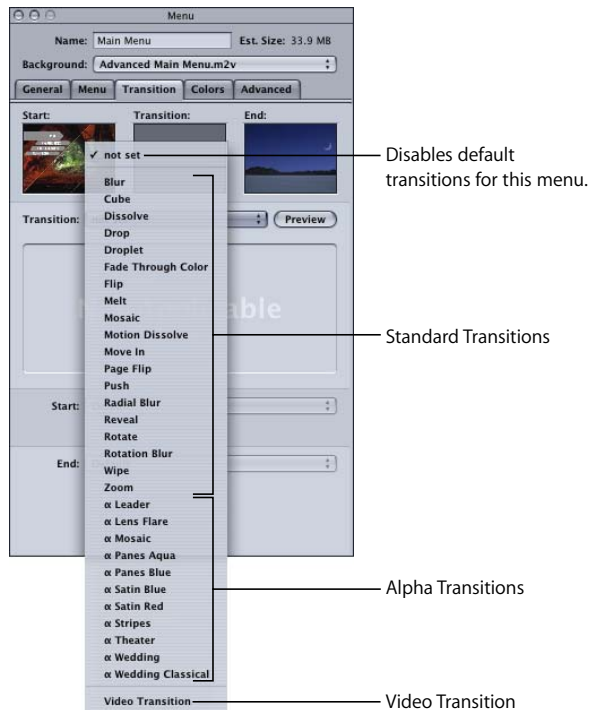 Menu
Name: Main Menu Est. Size: 33.9 MB
Background: Advanced Main Menu.m2v
General Menu Transition Colors Advanced
Start: Transition: End:
✓ not set
Disables default
transitions for this menu.
Blur
Cube
Dissolve
Transition: Preview
Drop
Droplet
Fade Through Color
Flip
Melt
Mosaic
Motion Dissolve
Standard Transitions
Move In
Page Flip
Push
Radial Blur
Start:
Reveal
Rotate
Rotation Blur
End:
Wipe
Zoom
α Leader
α Lens Flare
α Mosaic
α Panes Aqua
α Panes Blue
α Satin Blue
Alpha Transitions
α Satin Red
α Stripes
α Theater
α Wedding
α Wedding Classical
Video Transition
Video Transition